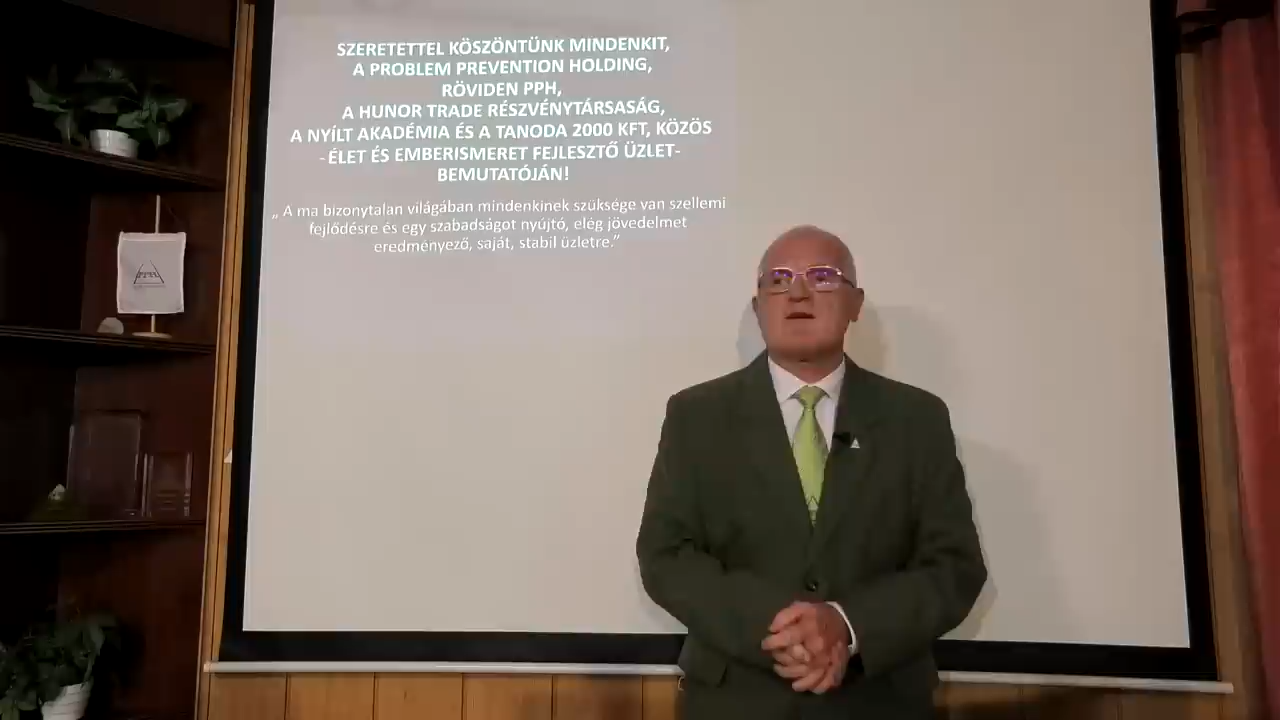 SZERETETTEL KÖSZÖNTÜNK MINDENKIT,
A PROBLEM PREVENTION HOLDING,
RÖVIDEN PPH,
A HUNOR TRADE RÉSZVÉNYTÁRSASÁG,
A NYÍLT AKADÉMIA ÉS A TANODA 2000 KFT, KÖZÖS
-ÉLET ÉS EMBERISMERET FEJLESZTŐ ÜZLET-
BEMUTATÓJÁN!
„ A ma bizonytalan világában mindenkinek szüksége van szellemi
fejlődésre és egy szabadságot nyújtó, elég jövedelmet
eredményező, saját, stabil üzletre.”